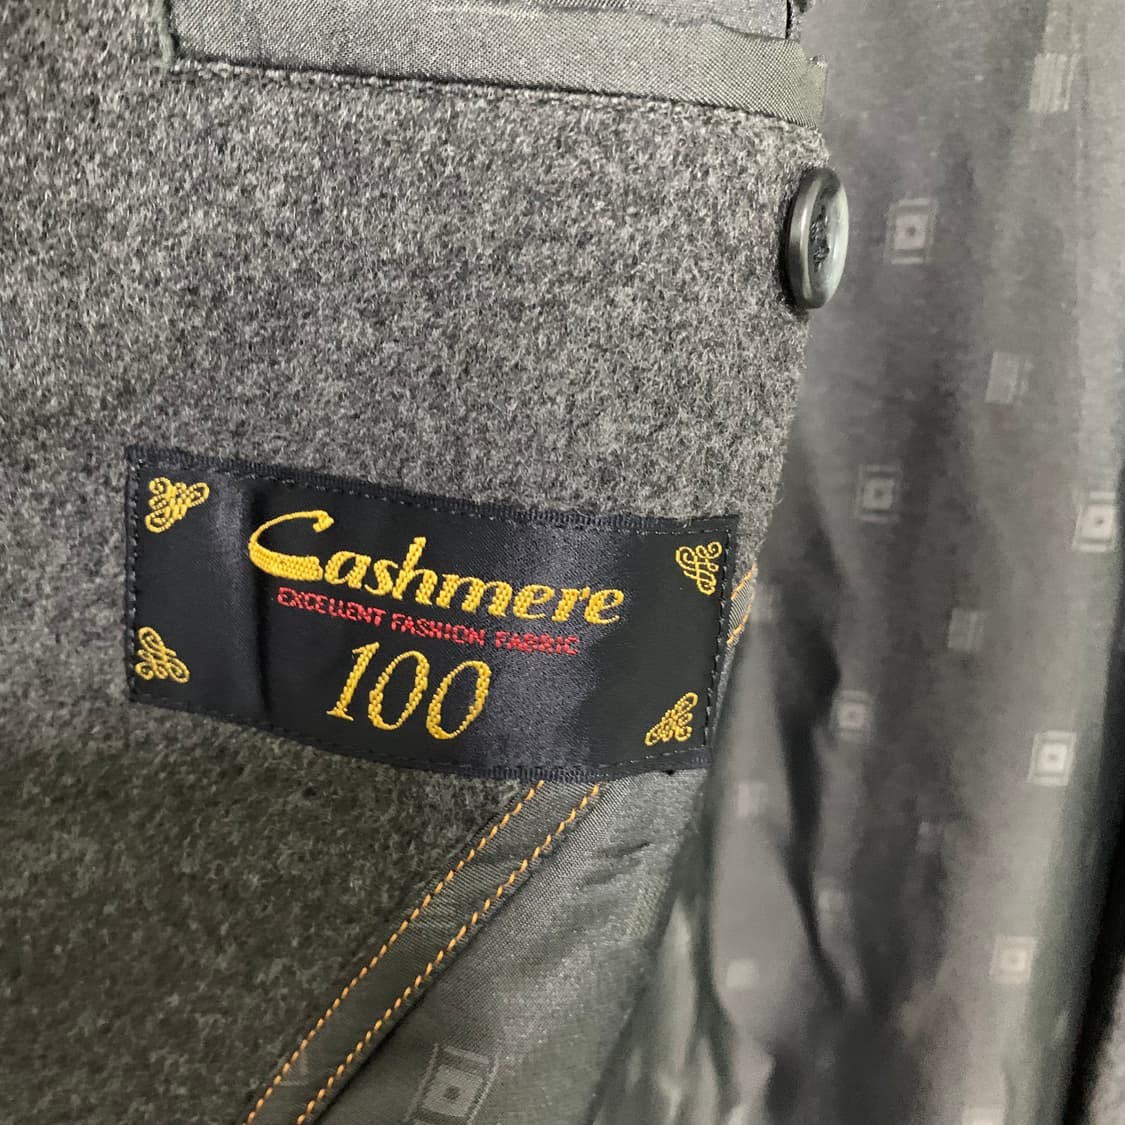 Cashmere
EXCELLENT FASHION FABRIC
100